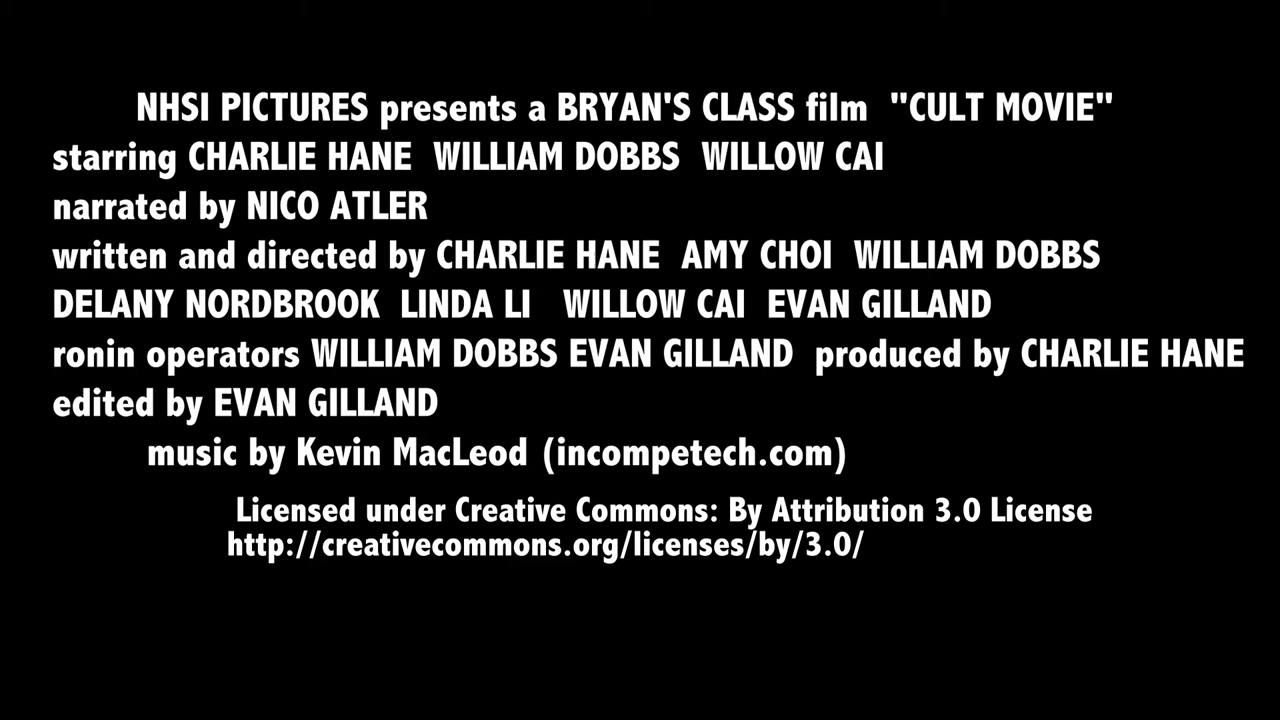 NHSI PICTURES presents a BRYAN'S CLASS film "CULT MOVIE"
starring CHARLIE HANE WILLIAM DOBBS WILLOW CAI
narrated by NICO ATLER
written and directed by CHARLIE HANE AMY CHOI WILLIAM DOBBS
DELANY NORDBROOK LINDA LI WILLOW CAI EVAN GILLAND
ronin operators WILLIAM DOBBS EVAN GILLAND produced by CHARLIE HANE
edited by EVAN GILLAND
music by Kevin MacLeod (incompetech.com)
Licensed under Creative Commons: By Attribution 3.0 License
http://creativecommons.org/licenses/by/3.0/